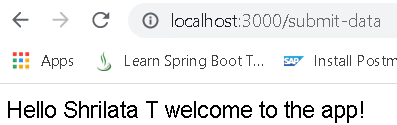 localhost:3000/submit-data
Apps Learn Spring Boot T... Install Postm
Hello Shrilata T welcome to the app!